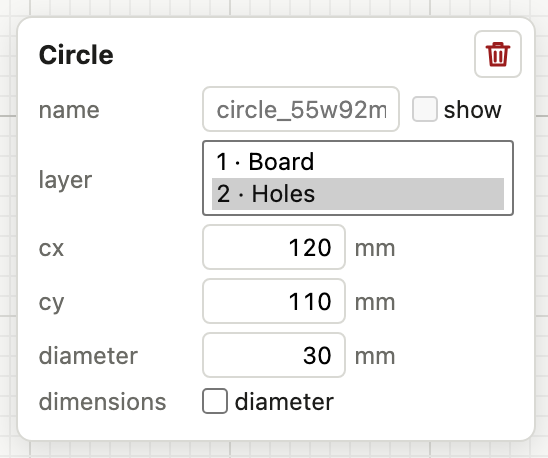 Circle
name circle_55w92m show
layer 1 · Board
2 · Holes
cx 120 mm
cy 110 mm
diameter 30 mm
dimensions diameter